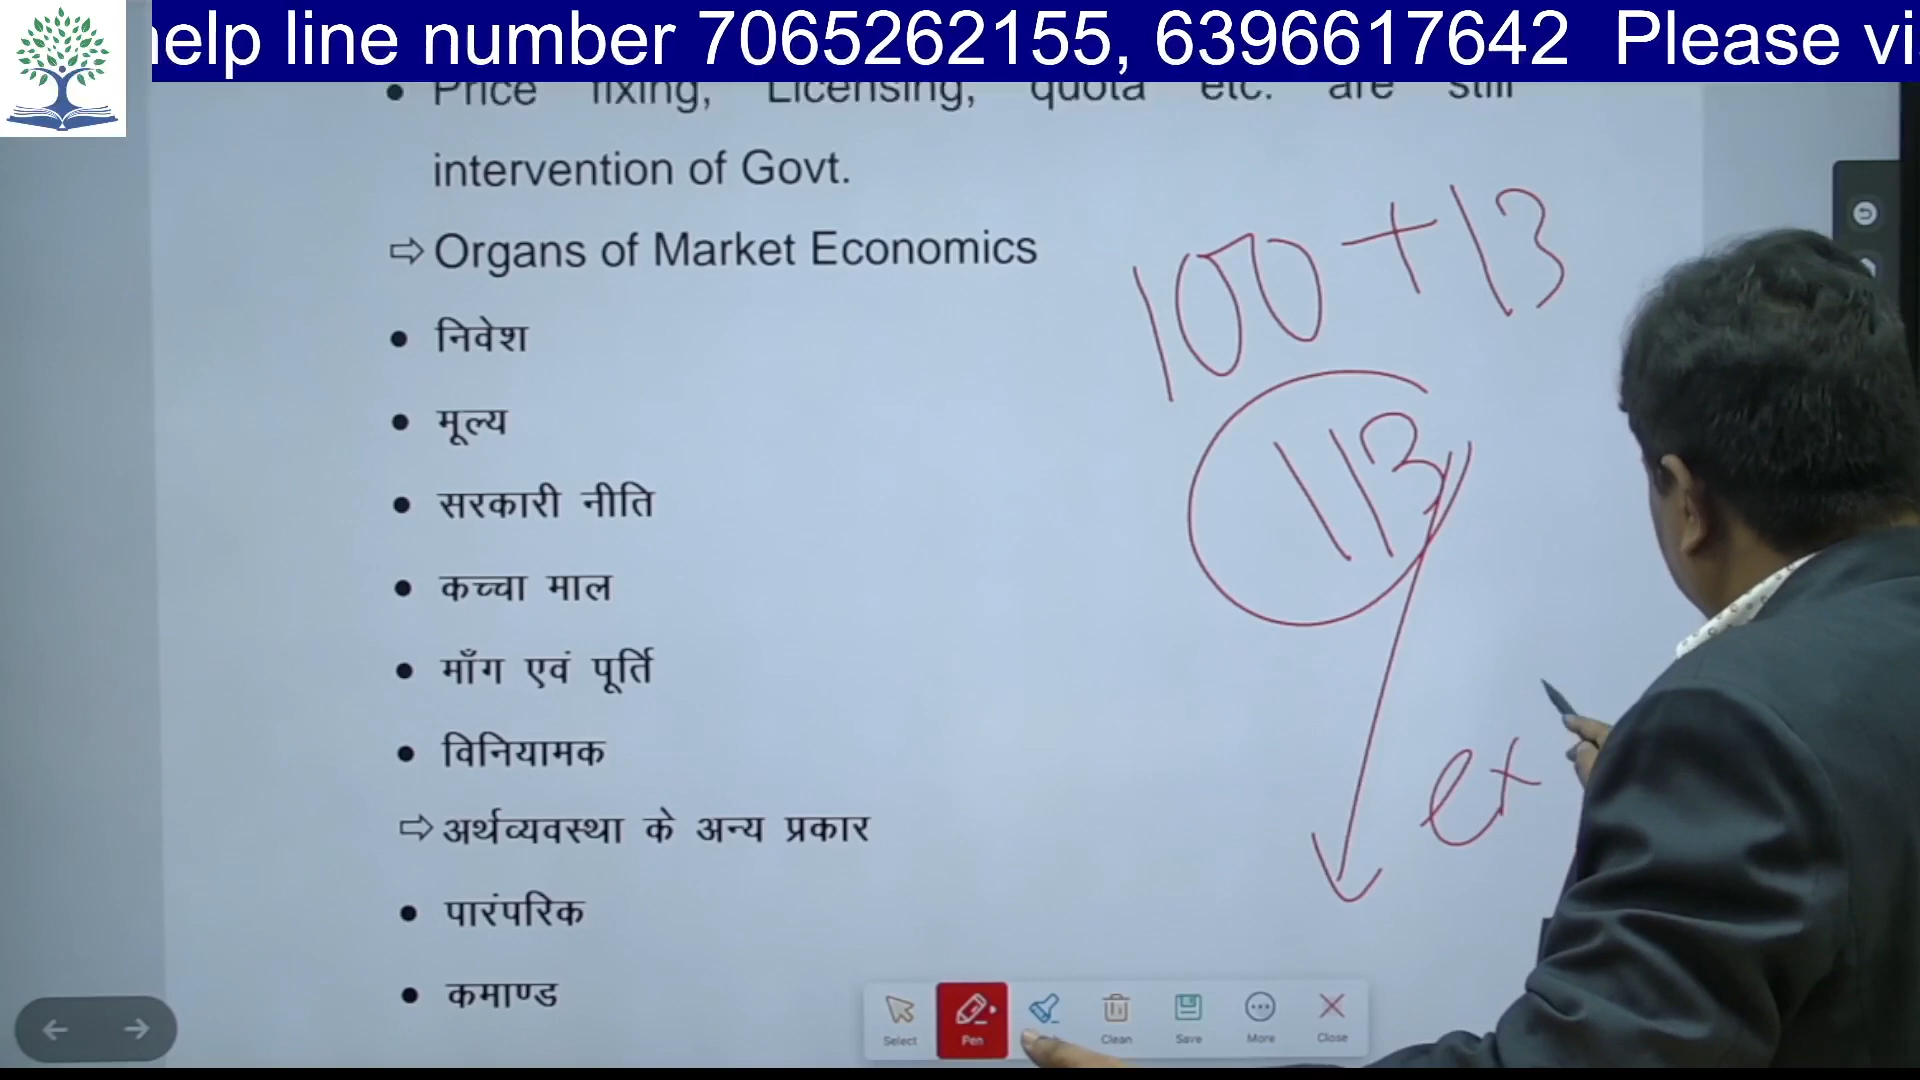 help line number 7065262155, 6396617642 Please vi
• Price fixing, Licensing, quota etc. are still
intervention of Govt.
⇨ Organs of Market Economics
• निवेश
• मूल्य
• सरकारी नीति
• कच्चा माल
• माँग एवं पूर्ति
• विनियामक
⇨ अर्थव्यवस्था के अन्य प्रकार
• पारंपरिक
• कमाण्ड
100 + 13
113
ex
Select
Pen
Clean
Save
More
Close